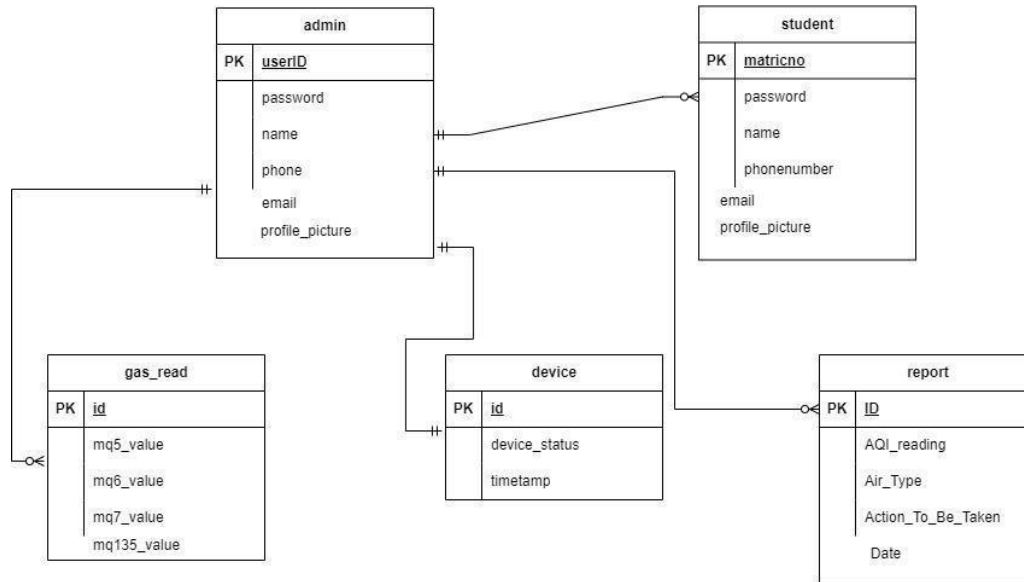 admin
PK userID
password
name
phone
email
profile_picture
student
PK matricno
password
name
phonenumber
email
profile_picture
gas_read
PK id
mq5_value
mq6_value
mq7_value
mq135_value
device
PK id
device_status
timetamp
report
PK ID
AQI_reading
Air_Type
Action_To_Be_Taken
Date